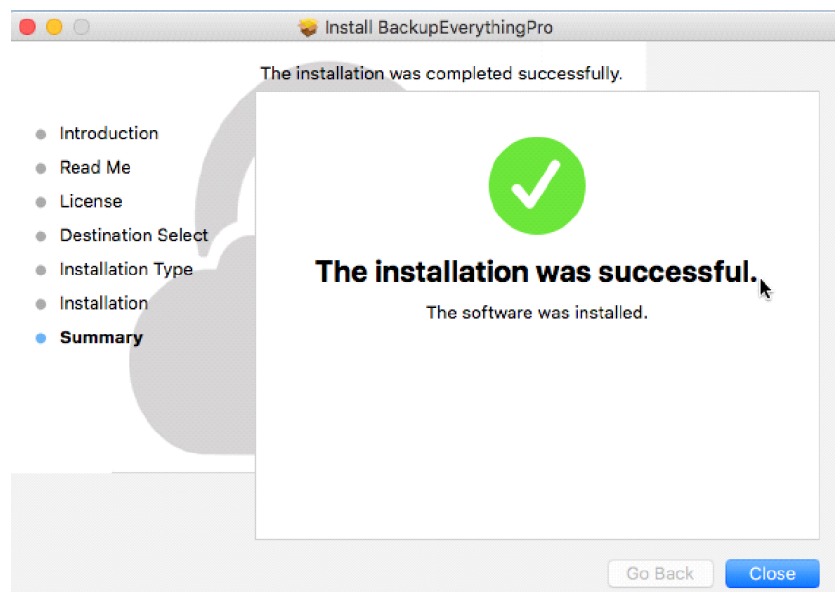 Install BackupEverythingPro
The installation was completed successfully.
Introduction
Read Me
License
Destination Select
Installation Type
Installation
Summary
The installation was successful.
The software was installed.
Go Back
Close